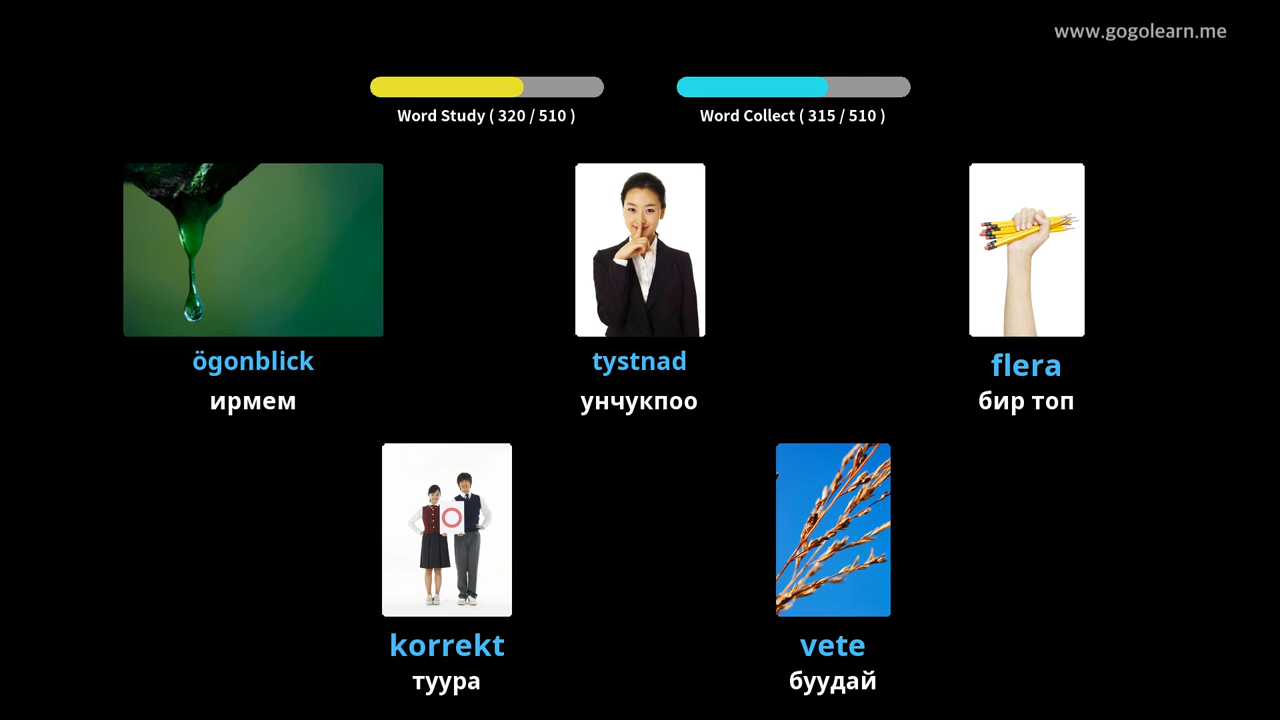 www.gogolearn.me
Word Study ( 320 / 510 )
Word Collect ( 315 / 510 )
ögonblick
ирмем
tystnad
унчукпоо
flera
бир топ
korrekt
туура
vete
буудай